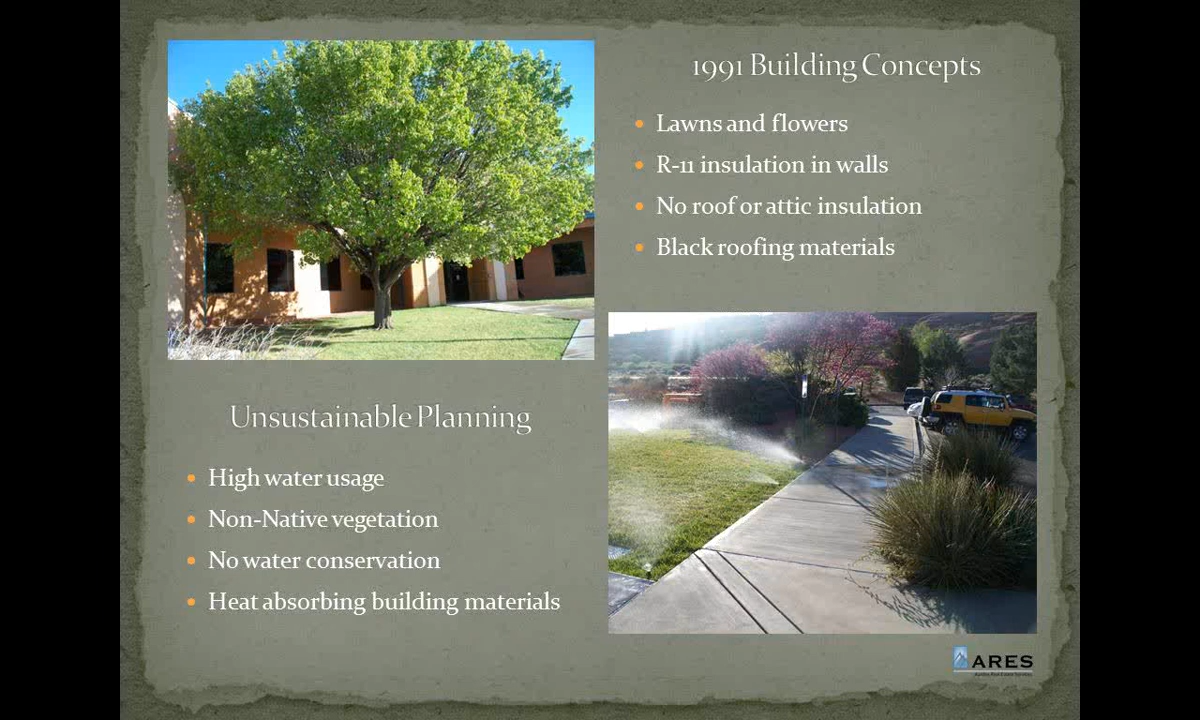 1991 Building Concepts
Lawns and flowers
R-11 insulation in walls
No roof or attic insulation
Black roofing materials
Unsustainable Planning
High water usage
Non-Native vegetation
No water conservation
Heat absorbing building materials
ARES